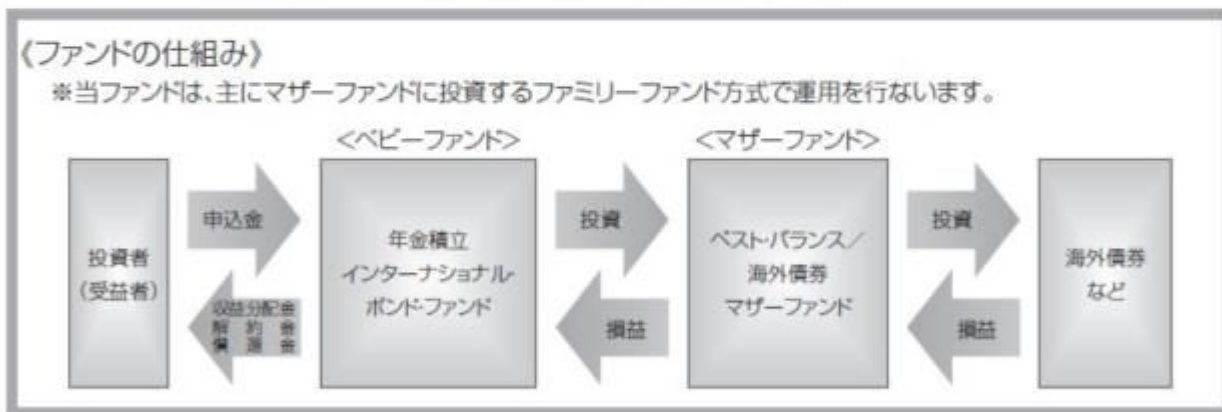 《ファンドの仕組み》
※当ファンドは、主にマザーファンドに投資するファミリーファンド方式で運用を行ないます。
<ベビーファンド>
<マザーファンド>
投資者
(受益者)
申込金
収益分配金
解約金
償還金
年金積立
インターナショナル・
ボンド・ファンド
投資
損益
ベスト・バランス/
海外債券
マザーファンド
投資
損益
海外債券
など